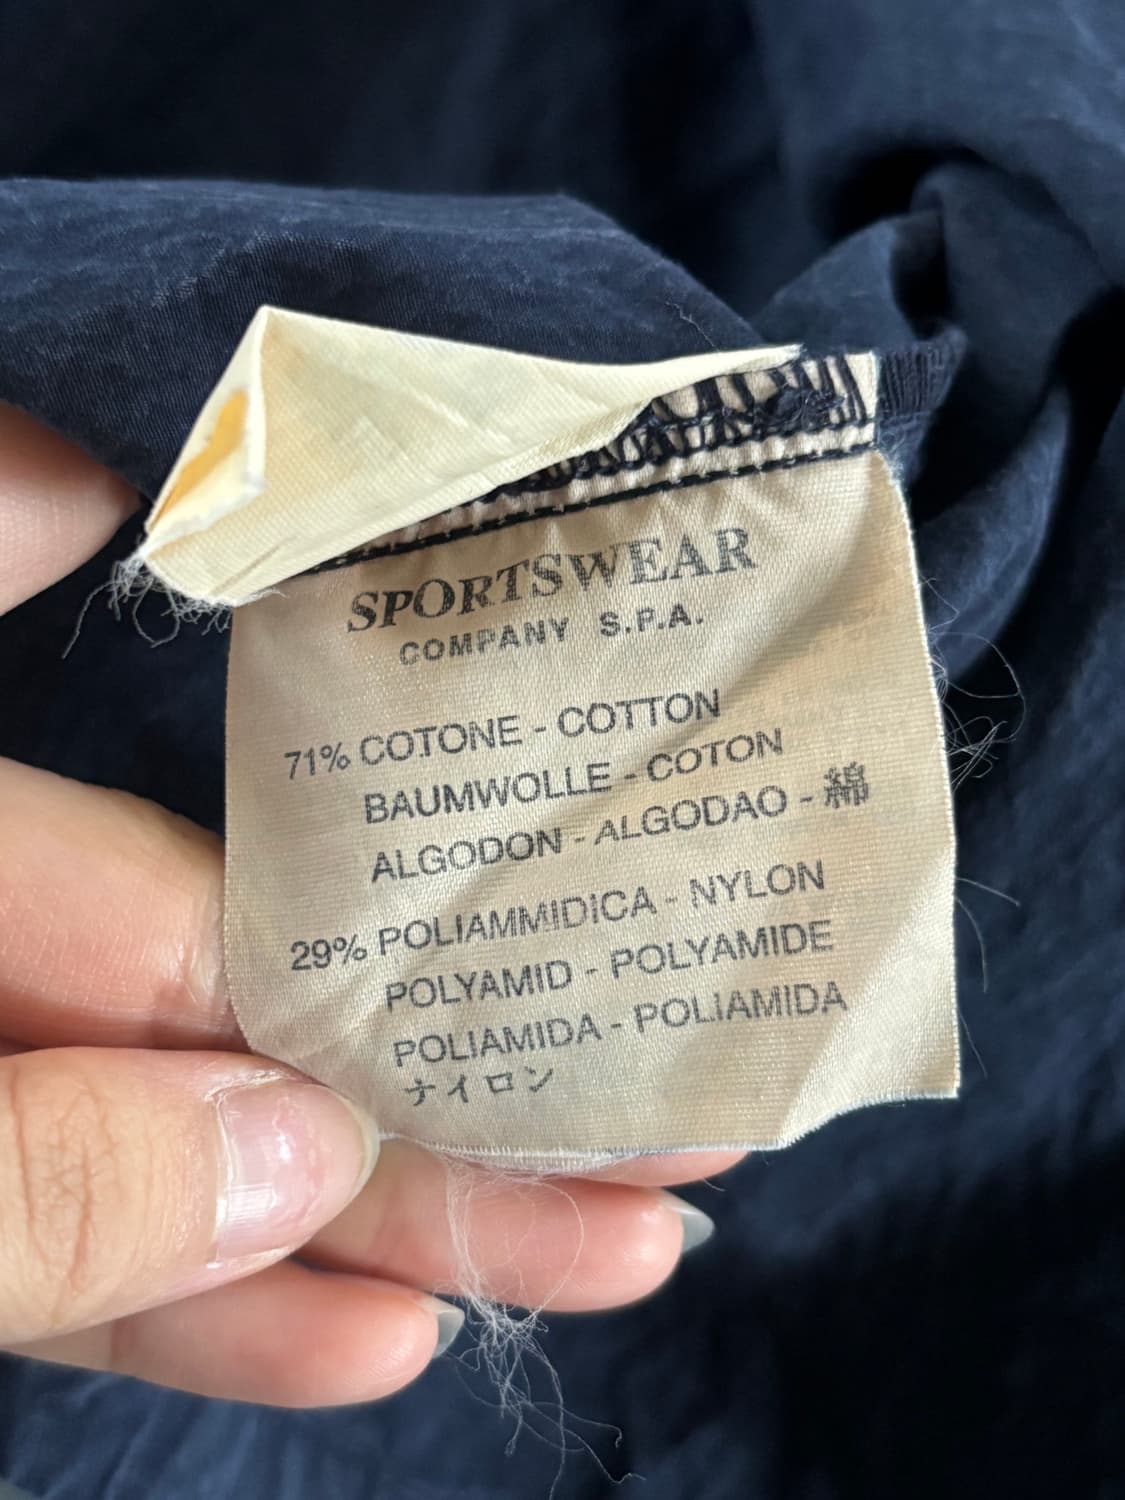 SPORTSWEAR
COMPANY S.P.A.
71% COTONE - COTTON
BAUMWOLLE - COTON
ALGODON - ALGODAO - 綿
29% POLIAMMIDICA - NYLON
POLYAMID - POLYAMIDE
POLIAMIDA - POLIAMIDA
ナイロン